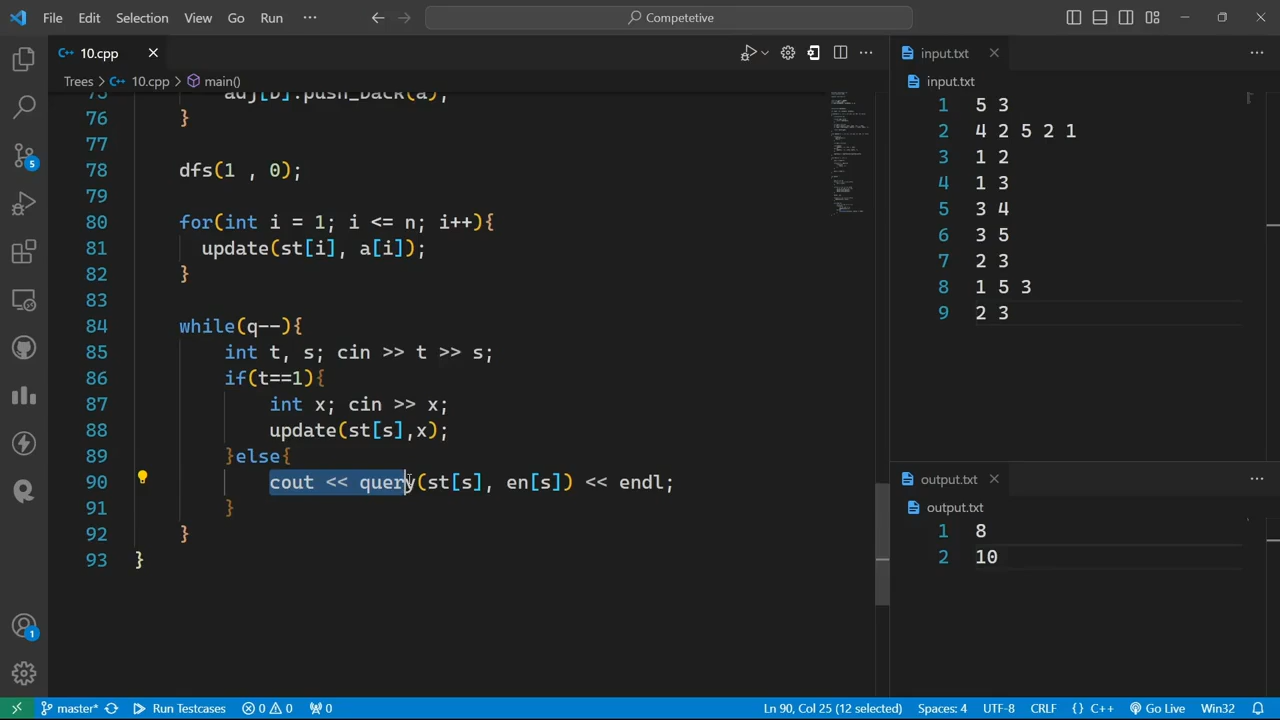 File Edit Selection View Go Run ··· Competetive
10.cpp
Trees > 10.cpp > main()
75 adj[b].push_back(a);
76 }
77
78 dfs(1 , 0);
79
80 for(int i = 1; i <= n; i++){
81 update(st[i], a[i]);
82 }
83
84 while(q--){
85 int t, s; cin >> t >> s;
86 if(t==1){
87 int x; cin >> x;
88 update(st[s],x);
89 }else{
90 cout << query(st[s], en[s]) << endl;
91 }
92 }
93 }
input.txt
input.txt
1 5 3
2 4 2 5 2 1
3 1 2
4 1 3
5 3 4
6 3 5
7 2 3
8 1 5 3
9 2 3
output.txt
output.txt
1 8
2 10
5
1
master* Run Testcases 0 0 0 Ln 90, Col 25 (12 selected) Spaces: 4 UTF-8 CRLF {} C++ Go Live Win32